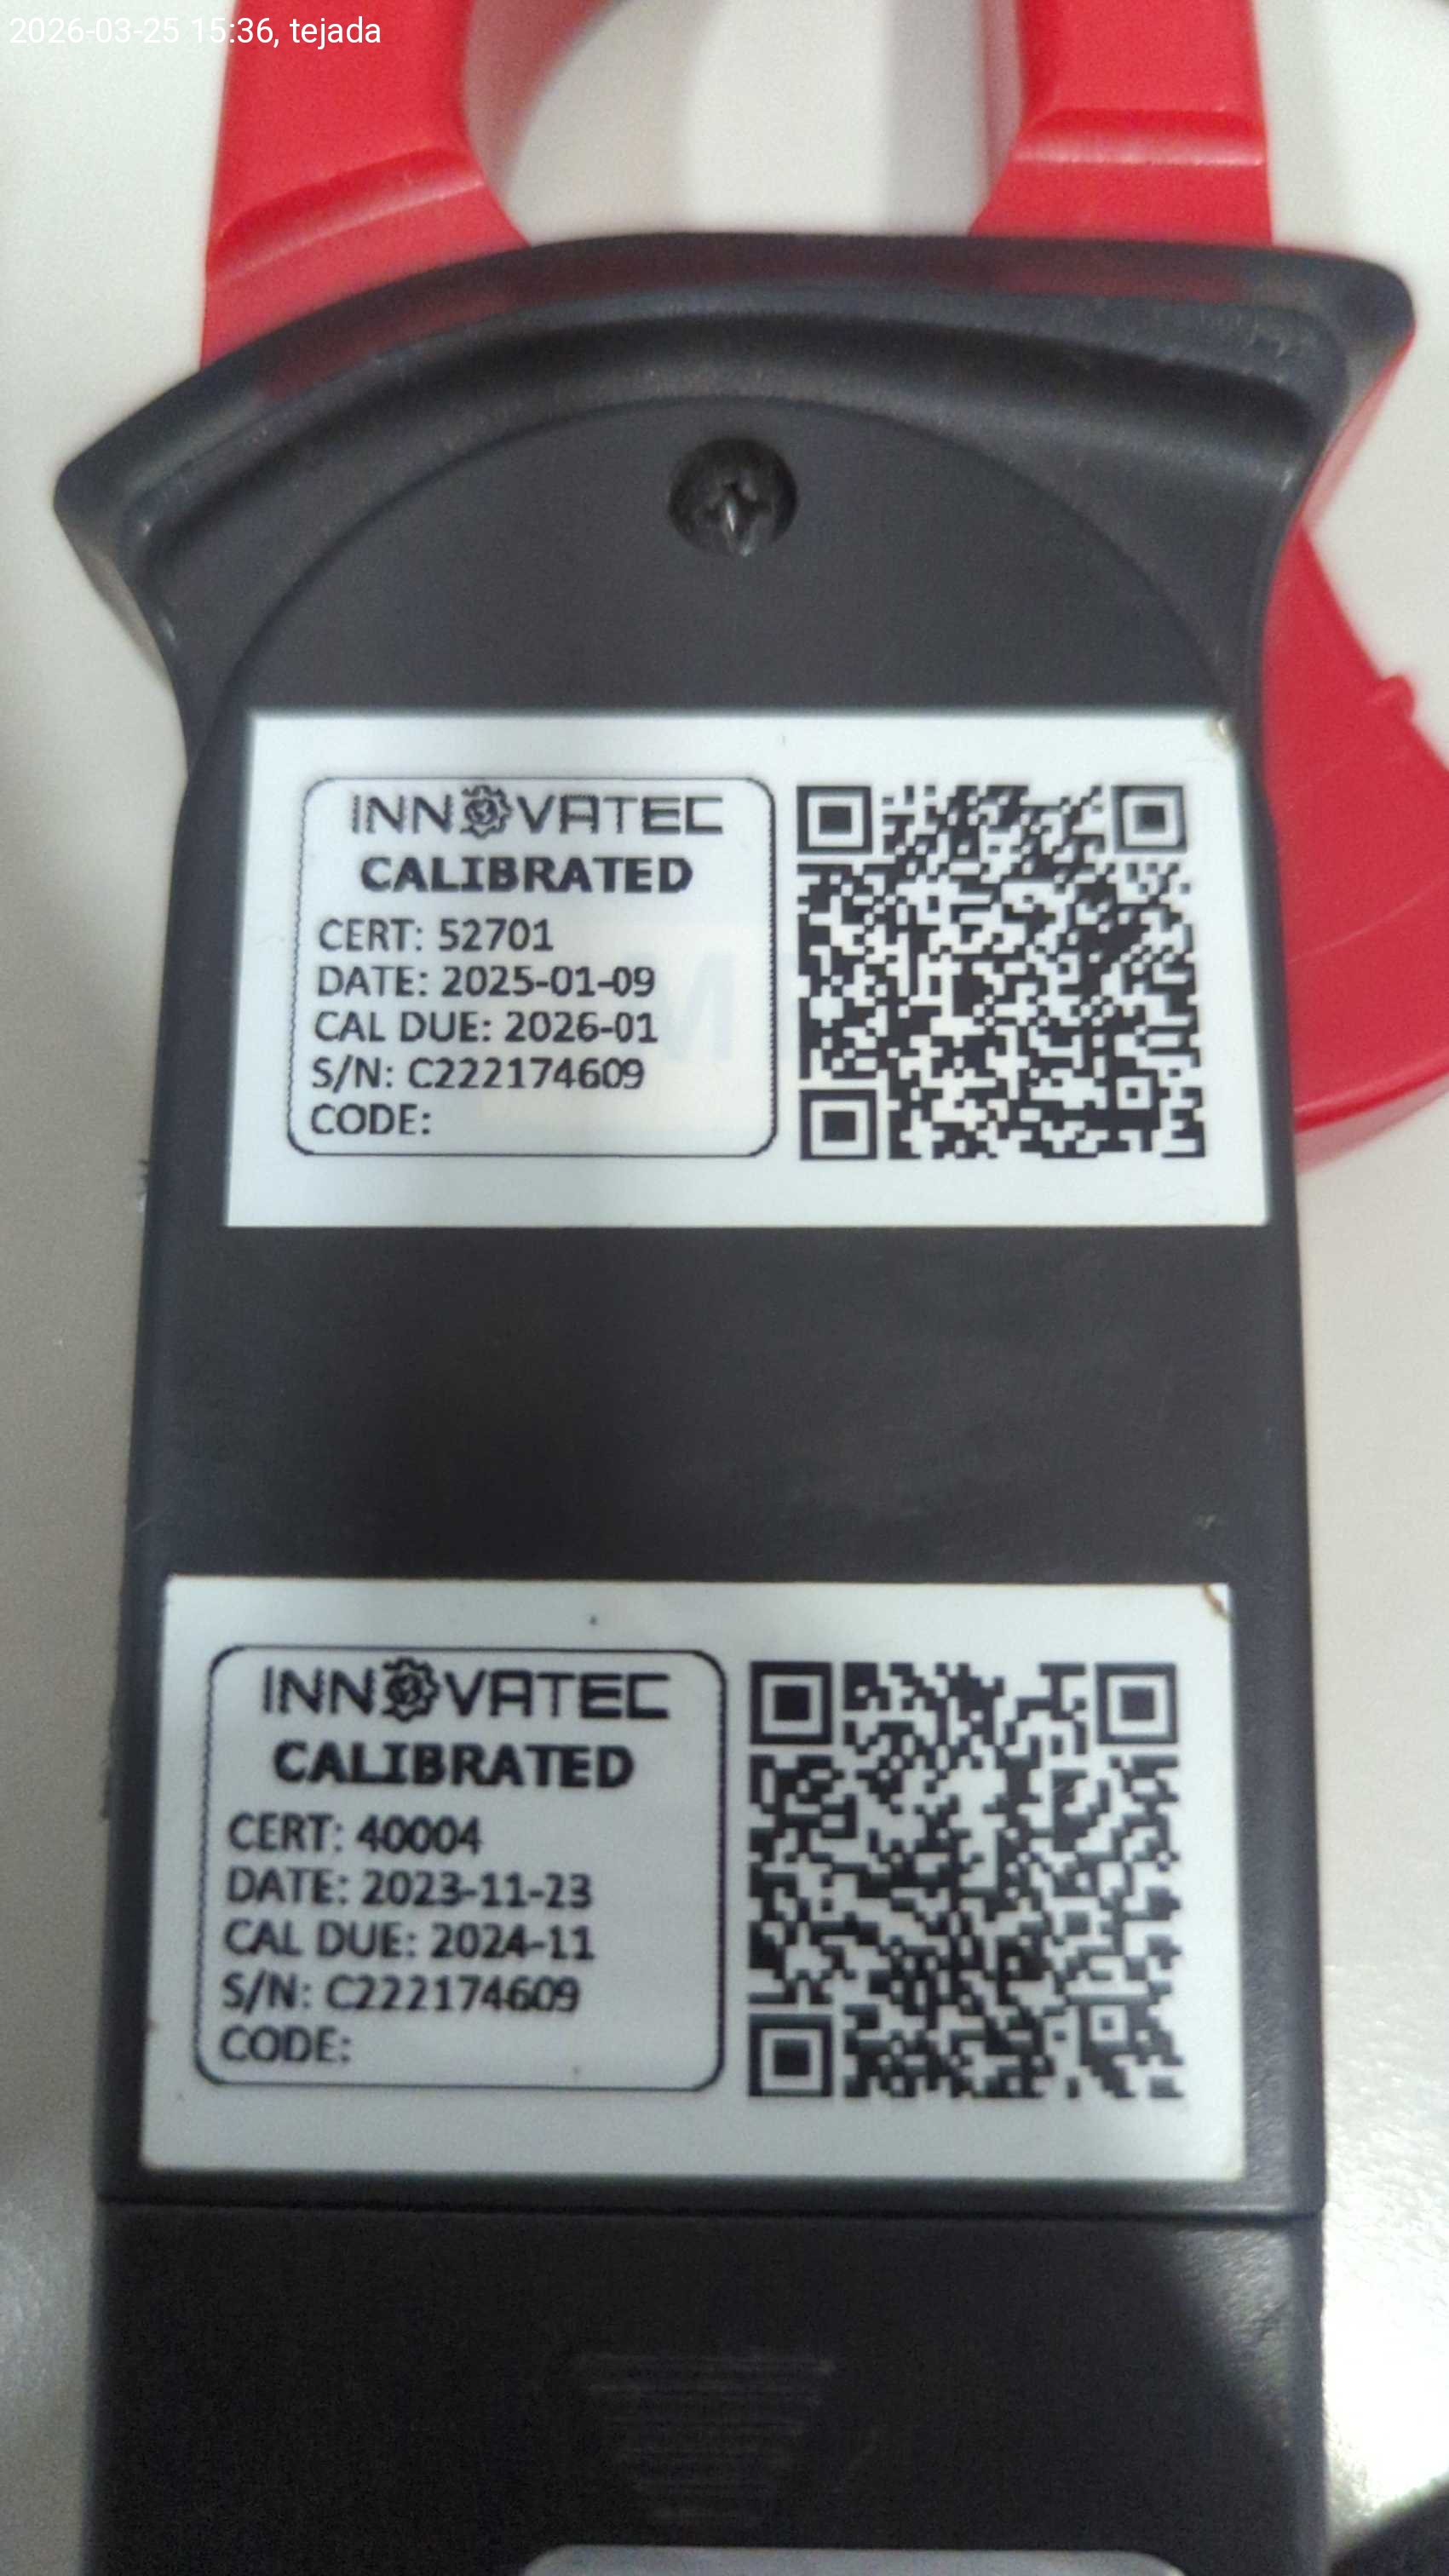 2026-03-25 15:36, tejada
INNOVATEC
CALIBRATED
CERT: 52701
DATE: 2025-01-09
CAL DUE: 2026-01
S/N: C222174609
CODE:
INNOVATEC
CALIBRATED
CERT: 40004
DATE: 2023-11-23
CAL DUE: 2024-11
S/N: C222174609
CODE: